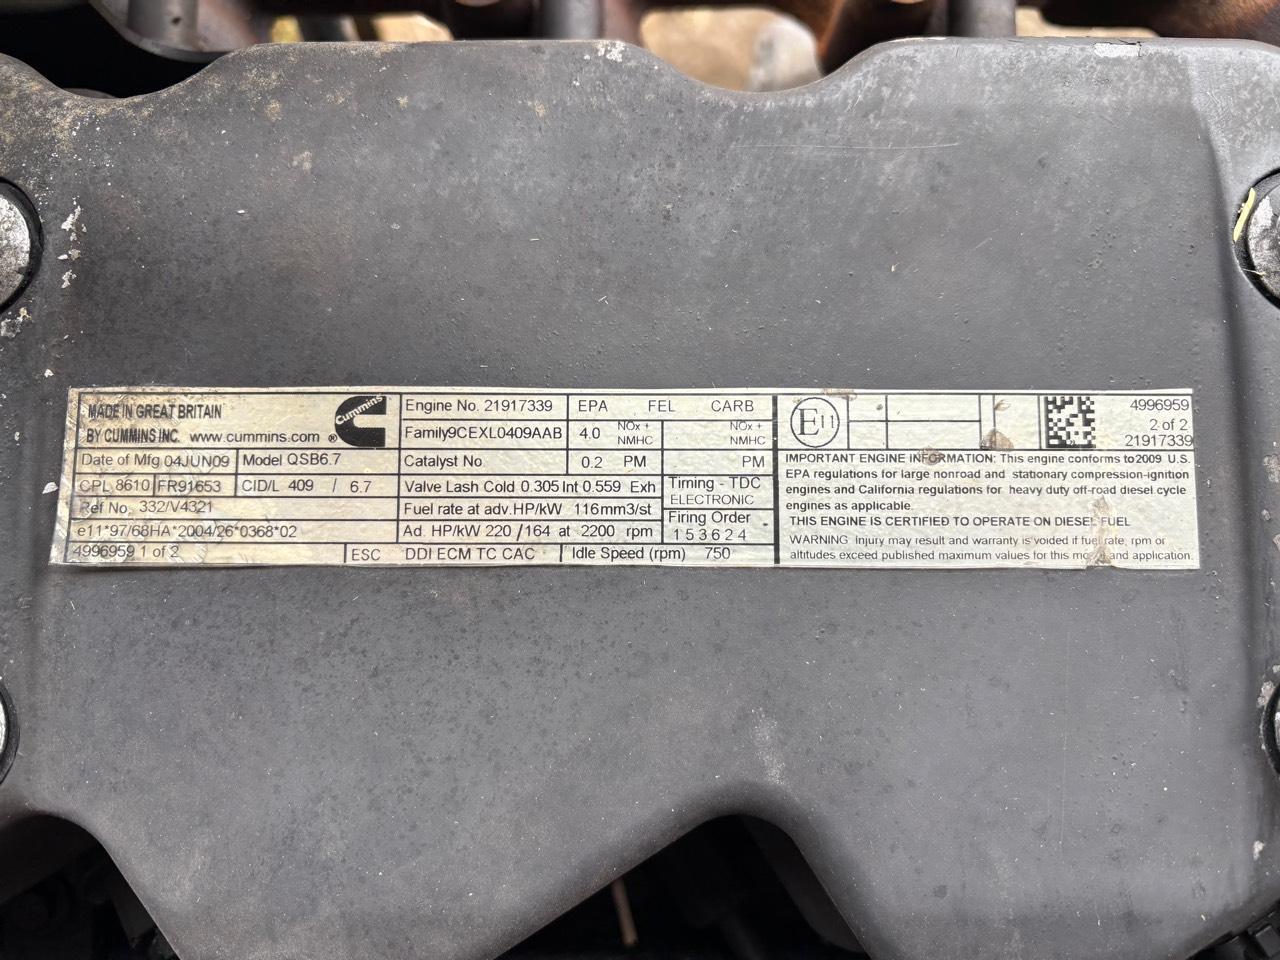 MADE IN GREAT BRITAIN
BY CUMMINS INC. www.cummins.com ®
Cummins
Date of Mfg 04JUN09 Model QSB6.7
CPL 8610 FR91653 CID/L 409 / 6.7
Ref No. 332/V4321
e11*97/68HA*2004/26*0368*02
4996959 1 of 2 ESC DDI ECM TC CAC Idle Speed (rpm) 750
Engine No. 21917339 EPA FEL CARB
Family9CEXL0409AAB 4.0 NOx + NMHC NOx + NMHC
Catalyst No 0.2 PM PM
Valve Lash Cold 0.305 Int 0.559 Exh
Fuel rate at adv. HP/kW 116mm3/st
Ad. HP/kW 220 / 164 at 2200 rpm
Timing - TDC
ELECTRONIC
Firing Order
1 5 3 6 2 4
E11
4996959
2 of 2
21917339
IMPORTANT ENGINE INFORMATION: This engine conforms to 2009 U.S.
EPA regulations for large nonroad and stationary compression-ignition
engines and California regulations for heavy duty off-road diesel cycle
engines as applicable.
THIS ENGINE IS CERTIFIED TO OPERATE ON DIESEL FUEL
WARNING: Injury may result and warranty is voided if fuel rate, rpm or
altitudes exceed published maximum values for this model and application.